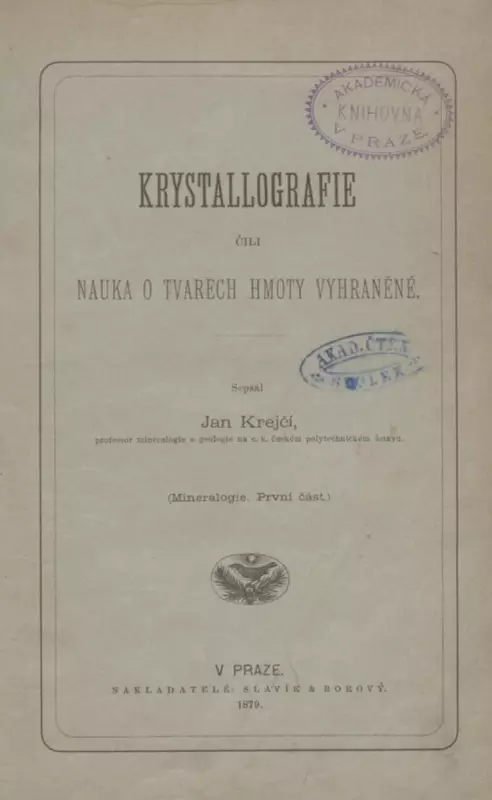 AKADEMICKÁ
KNIHOVNA
V PRAZE
KRYSTALLOGRAFIE
ČILI
NAUKA O TVARECH HMOTY VYHRANĚNÉ.
AKAD. ČTEN.
SPOLEK
Sepsal
Jan Krejčí,
professor mineralogie a geologie na c. k. českém polytechnickém ústavu.
(Mineralogie. První část.)
V PRAZE.
NAKLADATELÉ: SLAVÍK & BOROVÝ.
1879.